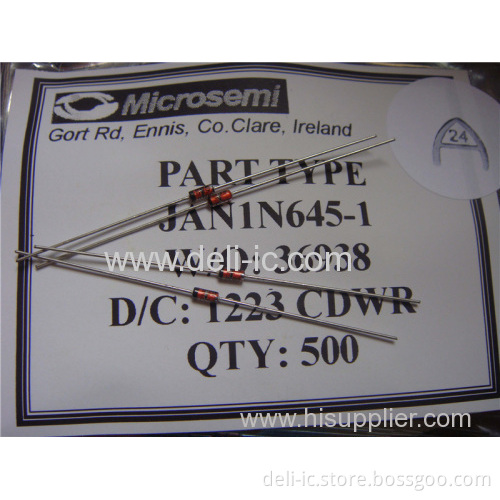 Microsemi
24
Gort Rd, Ennis, Co.Clare, Ireland
PART TYPE
JAN1N645-1
www.deli-ic.com
36938
D/C: 1223 CDWR
QTY: 500
www.hisupplier.com
deli-ic.store.bossgoo.com